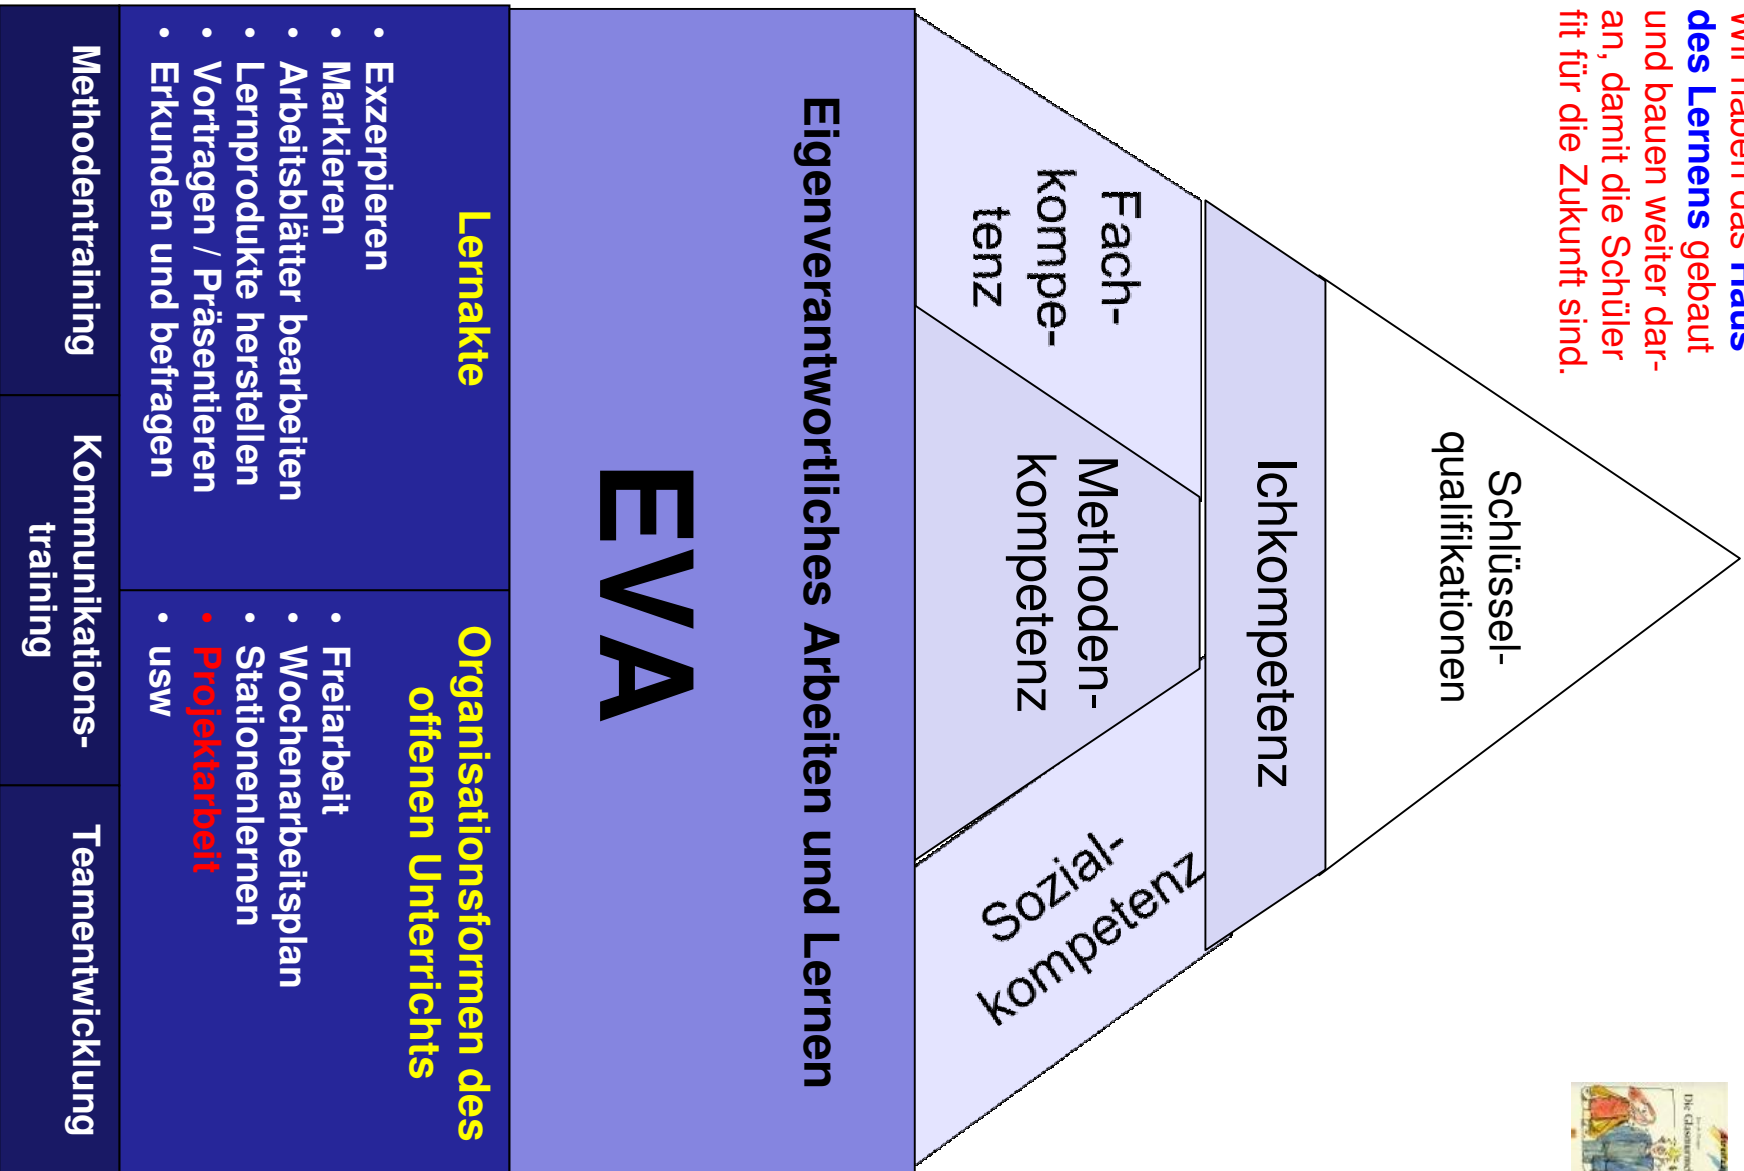 Wir haben das Haus
des Lernens gebaut
und bauen weiter dar-
an, damit die Schüler
fit für die Zukunft sind.
Schlüssel-
qualifikationen
Ichkompetenz
Fach-
kompe-
tenz
Methoden-
kompetenz
Sozial-
kompetenz
Eigenverantwortliches Arbeiten und Lernen
EVA
Lernakte
• Exzerpieren
• Markieren
• Arbeitsblätter bearbeiten
• Lernprodukte herstellen
• Vortragen / Präsentieren
• Erkunden und befragen
Organisationsformen des
offenen Unterrichts
• Freiarbeit
• Wochenarbeitsplan
• Stationenlernen
• Projektarbeit
• usw
Methodentraining
Kommunikations-
training
Teamentwicklung